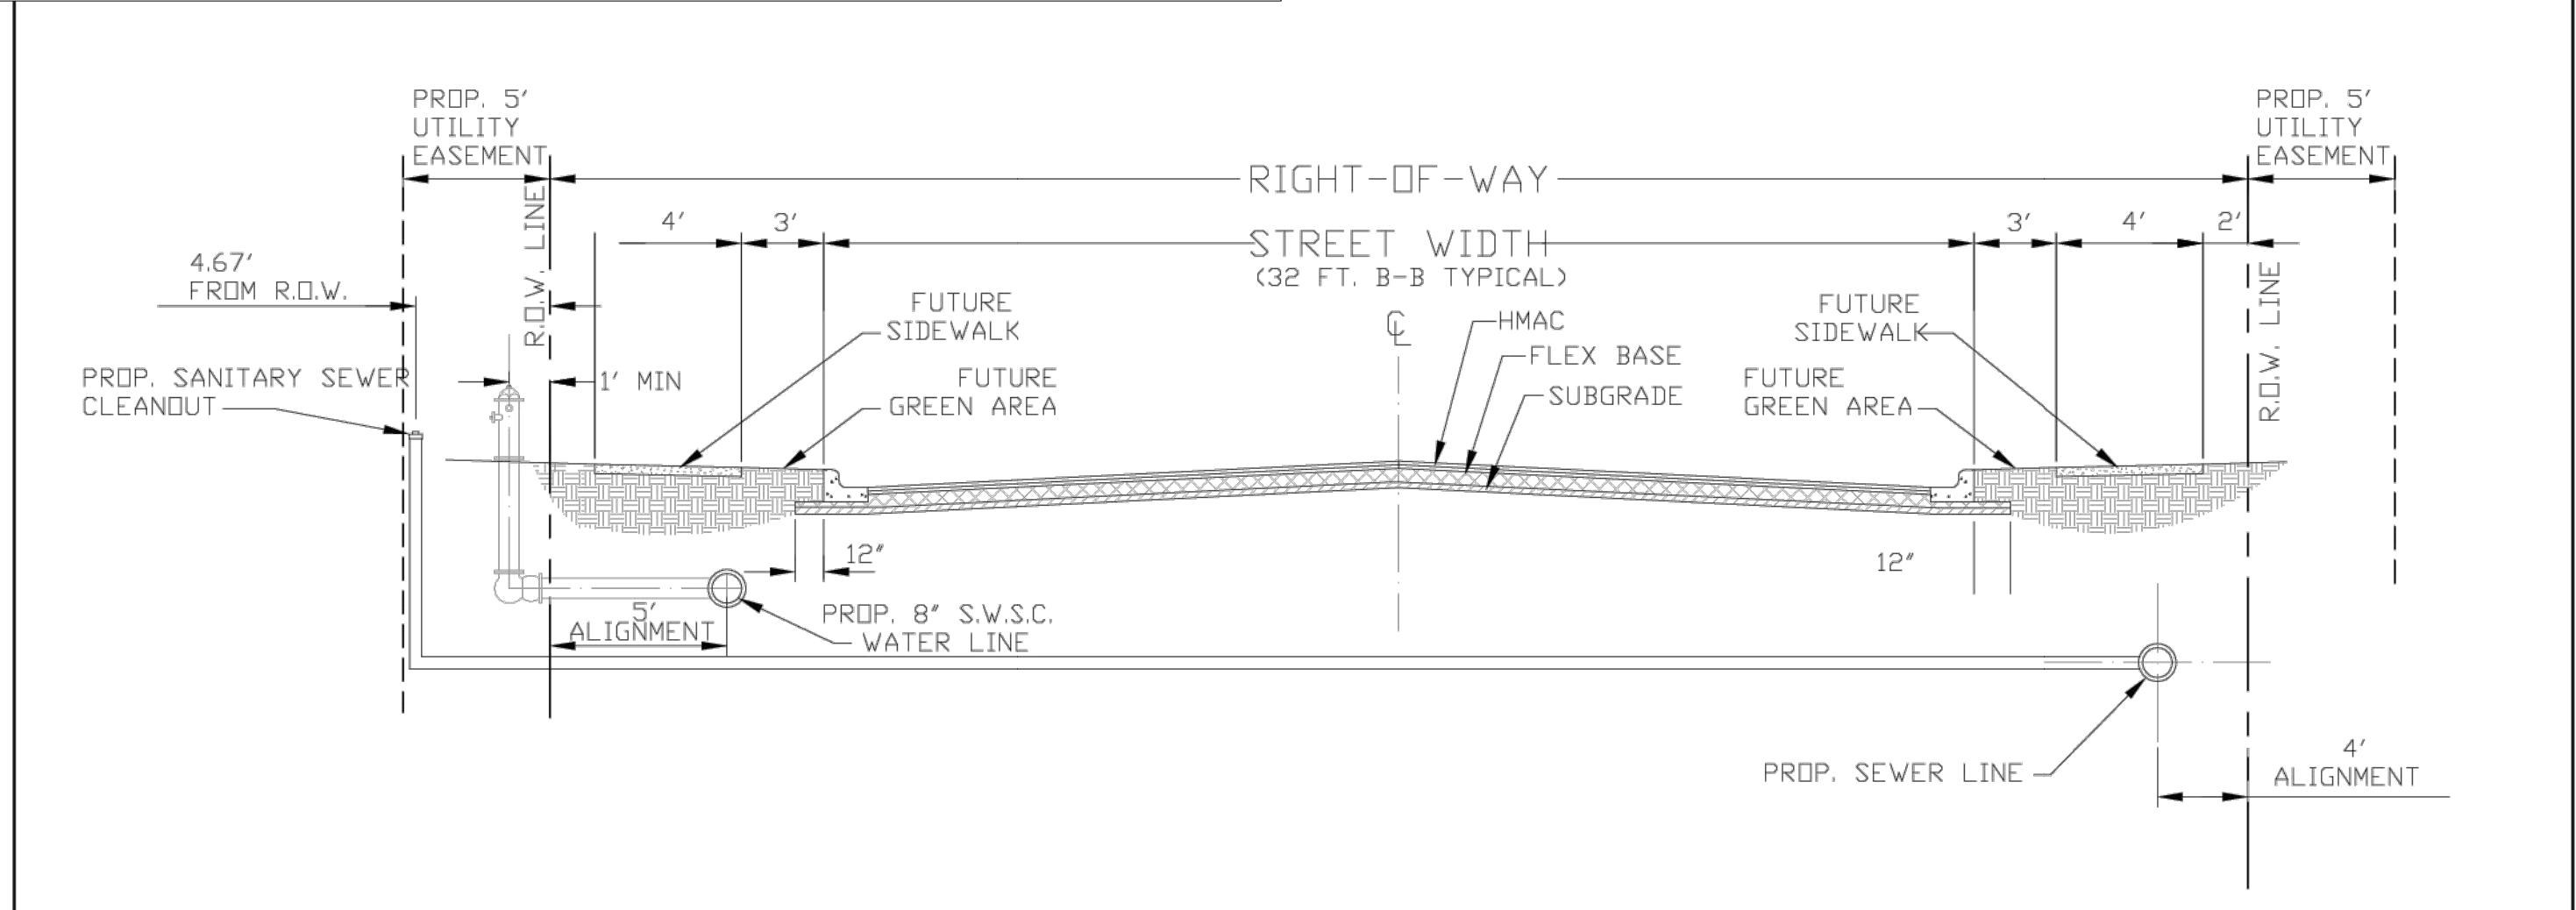 PROP. 5'
UTILITY
EASEMENT
PROP. 5'
UTILITY
EASEMENT
RIGHT-OF-WAY
R.O.W. LINE
4'
3'
STREET WIDTH
(32 FT. B-B TYPICAL)
3'
4'
2'
4.67'
FROM R.O.W.
R.O.W. LINE
FUTURE
SIDEWALK
CL
HMAC
FLEX BASE
SUBGRADE
FUTURE
SIDEWALK
PROP. SANITARY SEWER
CLEANOUT
1' MIN
FUTURE
GREEN AREA
FUTURE
GREEN AREA
12"
12"
5'
ALIGNMENT
PROP. 8" S.W.S.C.
WATER LINE
PROP. SEWER LINE
4'
ALIGNMENT